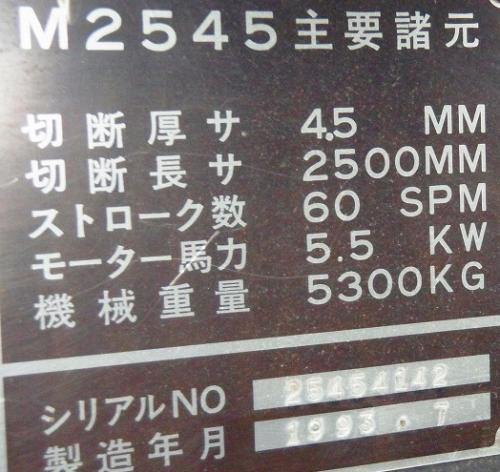 M2545主要諸元
切断厚サ 4.5 MM
切断長サ 2500MM
ストローク数 60 SPM
モーター馬力 5.5 KW
機械重量 5300KG
シリアルNO 25454142
製造年月 1993.7